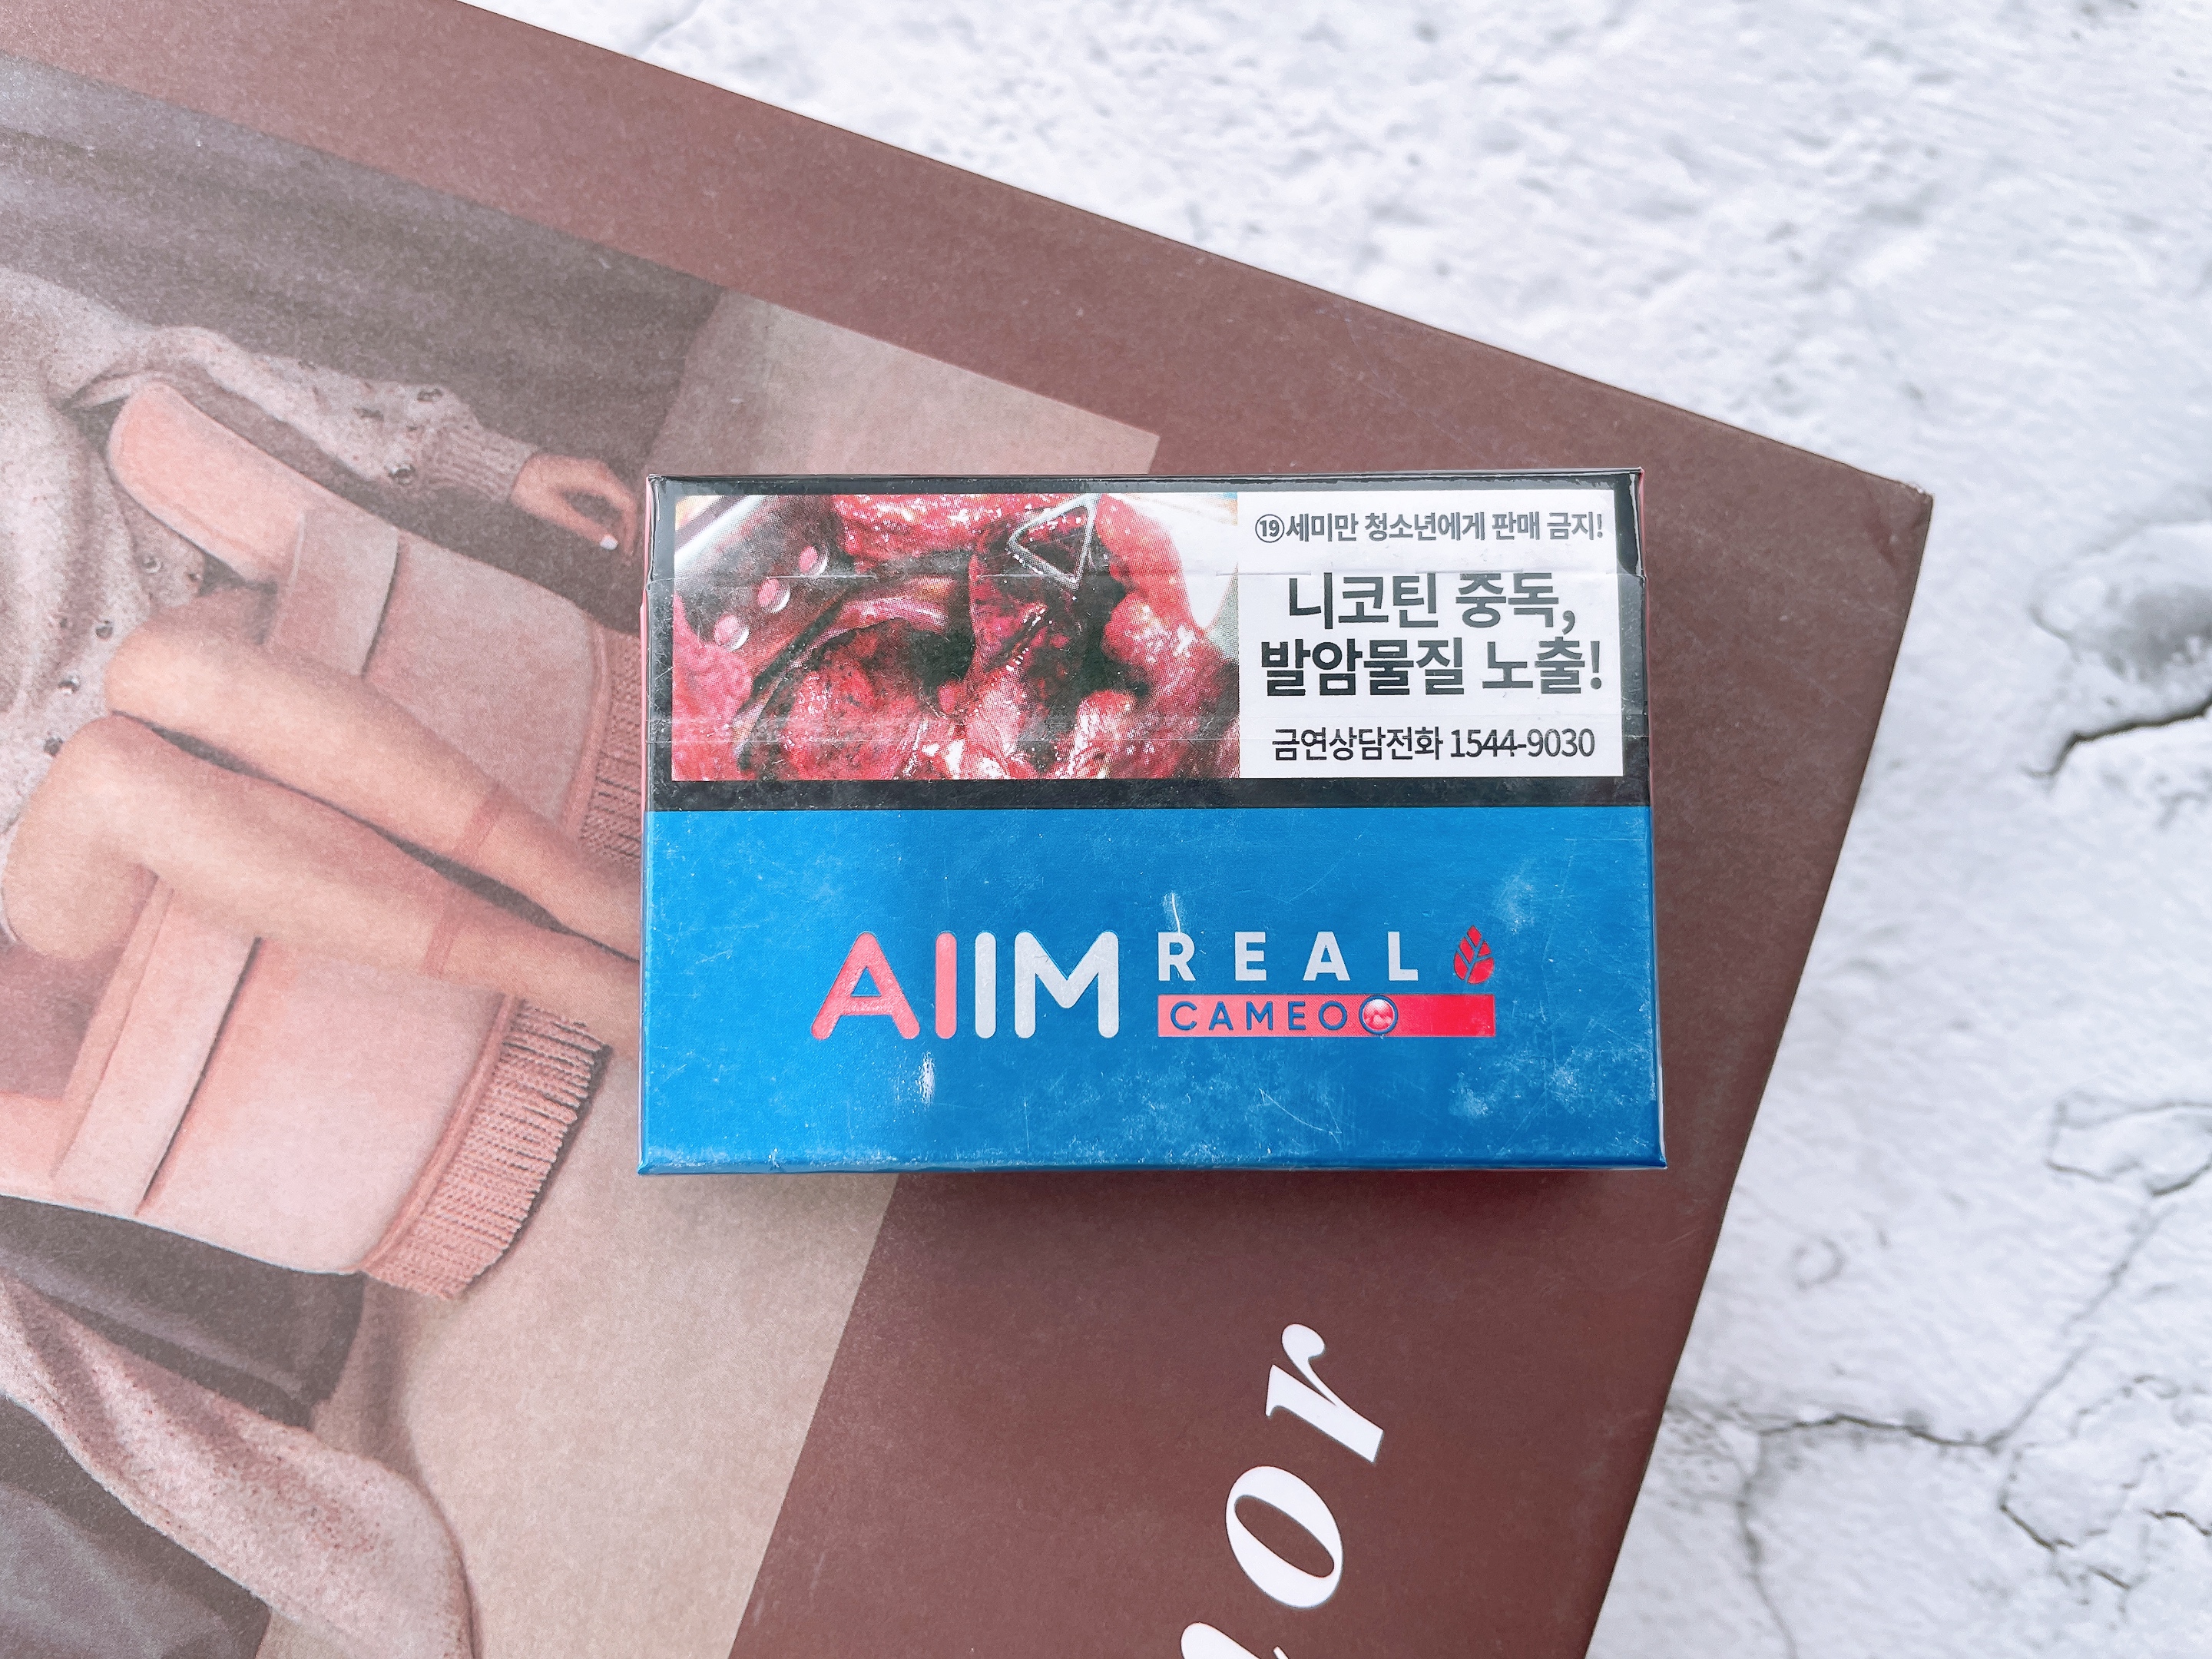 ⑲세미만 청소년에게 판매 금지!
니코틴 중독,
발암물질 노출!
금연상담전화 1544-9030
AIIM REAL
CAMEO
or